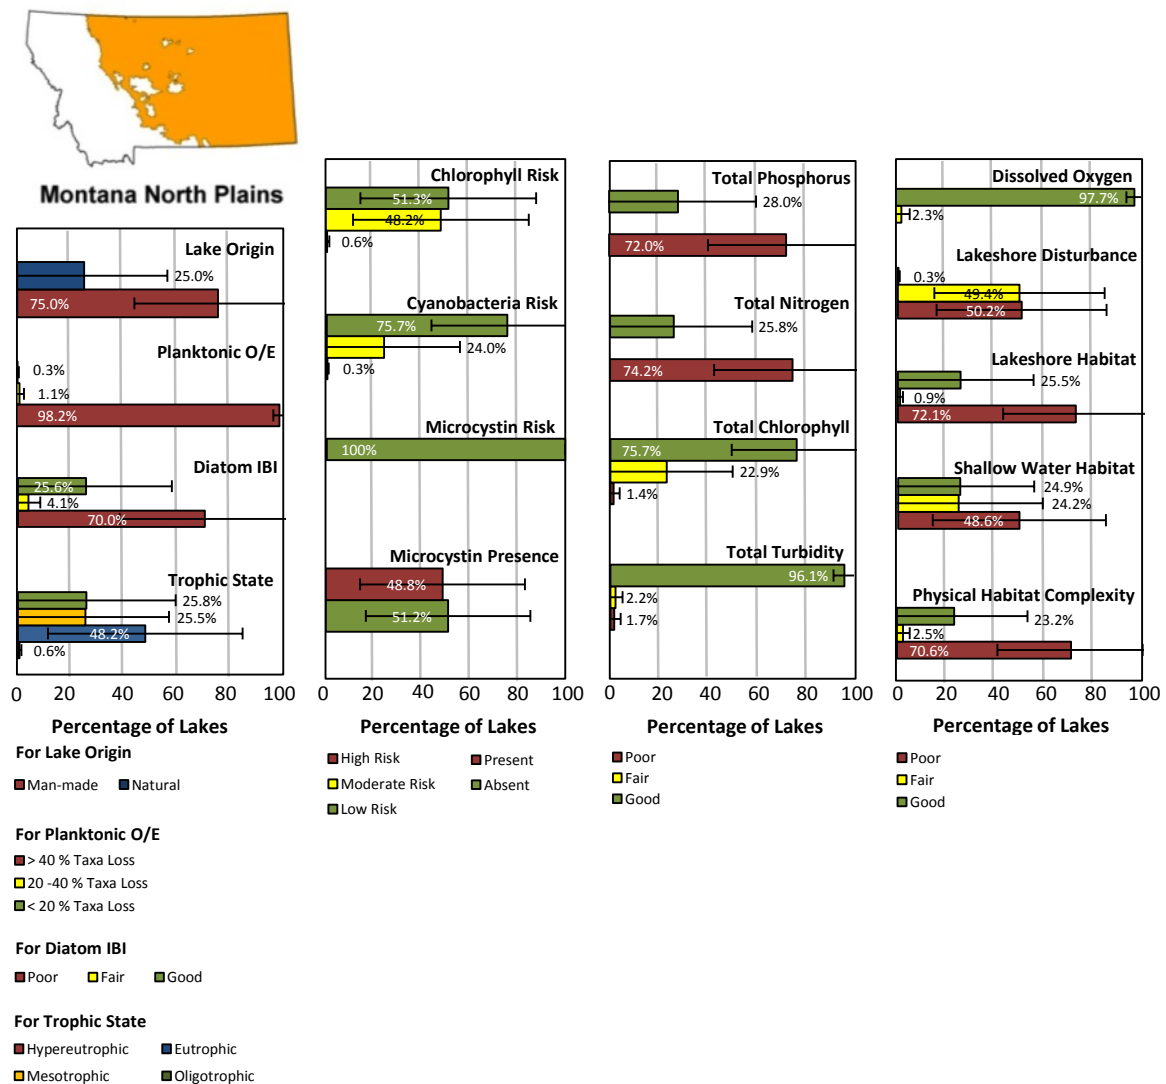 Montana North Plains
Lake Origin
25.0%
75.0%
Planktonic O/E
0.3%
1.1%
98.2%
Diatom IBI
25.6%
4.1%
70.0%
Trophic State
25.8%
25.5%
48.2%
0.6%
0 20 40 60 80 100
Percentage of Lakes
For Lake Origin
Man-made Natural
For Planktonic O/E
> 40 % Taxa Loss
20 -40 % Taxa Loss
< 20 % Taxa Loss
For Diatom IBI
Poor Fair Good
For Trophic State
Hypereutrophic Eutrophic
Mesotrophic Oligotrophic
Chlorophyll Risk
51.3%
48.2%
0.6%
Cyanobacteria Risk
75.7%
24.0%
0.3%
Microcystin Risk
100%
Microcystin Presence
48.8%
51.2%
0 20 40 60 80 100
Percentage of Lakes
High Risk Present
Moderate Risk Absent
Low Risk
Total Phosphorus
28.0%
72.0%
Total Nitrogen
25.8%
74.2%
Total Chlorophyll
75.7%
22.9%
1.4%
Total Turbidity
96.1%
2.2%
1.7%
0 20 40 60 80 100
Percentage of Lakes
Poor
Fair
Good
Dissolved Oxygen
97.7%
2.3%
Lakeshore Disturbance
0.3%
49.4%
50.2%
Lakeshore Habitat
25.5%
0.9%
72.1%
Shallow Water Habitat
24.9%
24.2%
48.6%
Physical Habitat Complexity
23.2%
2.5%
70.6%
0 20 40 60 80 100
Percentage of Lakes
Poor
Fair
Good